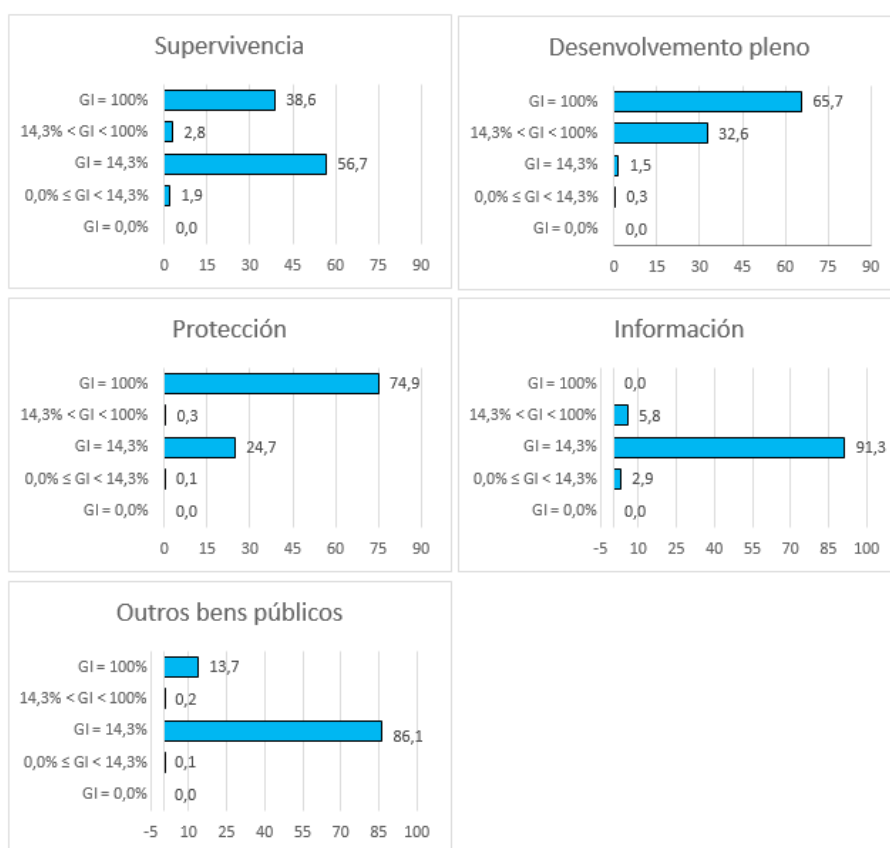 Supervivencia
GI = 100%
38,6
14,3% < GI < 100%
2,8
GI = 14,3%
56,7
0,0% ≤ GI < 14,3%
1,9
GI = 0,0%
0,0
0 15 30 45 60 75 90
Desenvolvemento pleno
GI = 100%
65,7
14,3% < GI < 100%
32,6
GI = 14,3%
1,5
0,0% ≤ GI < 14,3%
0,3
GI = 0,0%
0,0
0 15 30 45 60 75 90
Protección
GI = 100%
74,9
14,3% < GI < 100%
0,3
GI = 14,3%
24,7
0,0% ≤ GI < 14,3%
0,1
GI = 0,0%
0,0
0 15 30 45 60 75 90
Información
GI = 100%
0,0
14,3% < GI < 100%
5,8
GI = 14,3%
91,3
0,0% ≤ GI < 14,3%
2,9
GI = 0,0%
0,0
-5 10 25 40 55 70 85 100
Outros bens públicos
GI = 100%
13,7
14,3% < GI < 100%
0,2
GI = 14,3%
86,1
0,0% ≤ GI < 14,3%
0,1
GI = 0,0%
0,0
-5 10 25 40 55 70 85 100